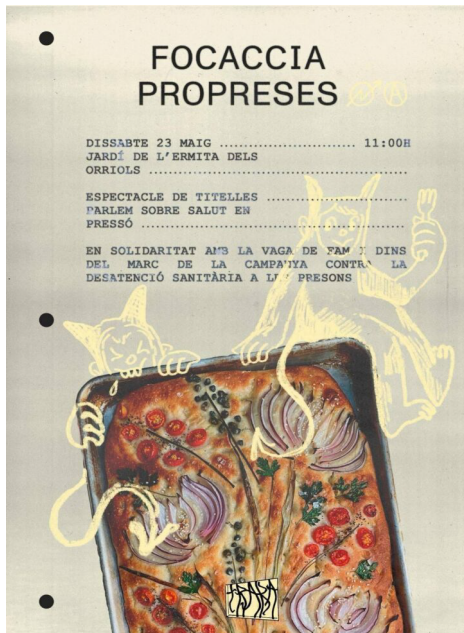 FOCACCIA
PROPRESES
DISSABTE 23 MAIG ........................... 11:00H
JARDÍ DE L'ERMITA DELS
ORRIOLS ...........................................
ESPECTACLE DE TITELLES .......................
PARLEM SOBRE SALUT EN
PRESSÓ ...........................................
EN SOLIDARITAT AMB LA VAGA DE FAM I DINS
DEL MARC DE LA CAMPANYA CONTRA LA
DESATENCIÓ SANITÀRIA A LES PRESONS